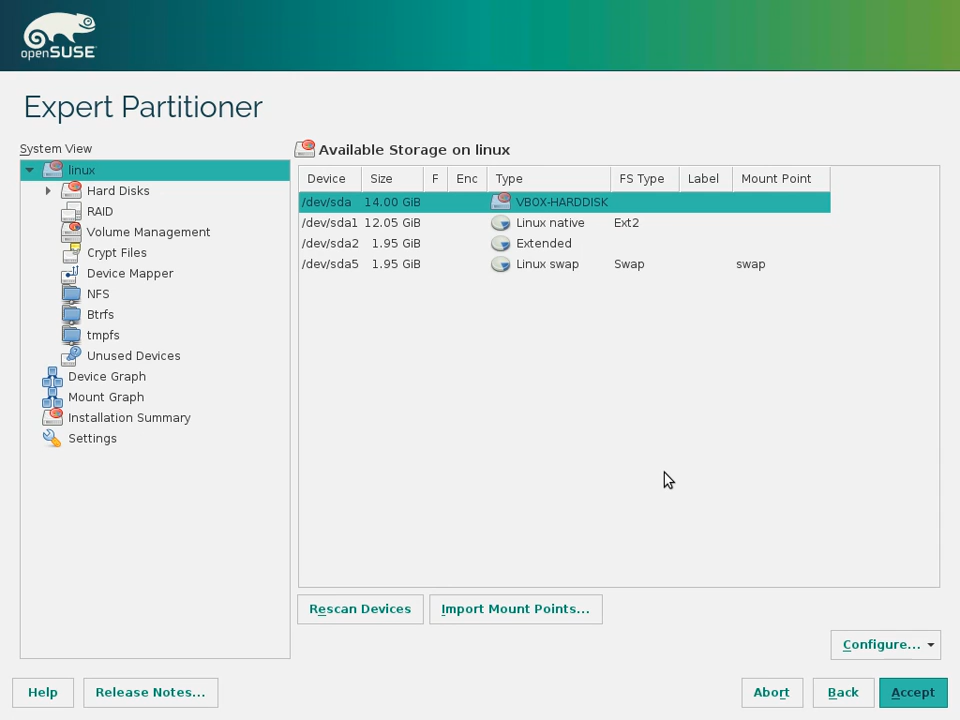 openSUSE
Expert Partitioner
System View
linux
Hard Disks
RAID
Volume Management
Crypt Files
Device Mapper
NFS
Btrfs
tmpfs
Unused Devices
Device Graph
Mount Graph
Installation Summary
Settings
Available Storage on linux
Device Size F Enc Type FS Type Label Mount Point
/dev/sda 14.00 GiB VBOX-HARDDISK
/dev/sda1 12.05 GiB Linux native Ext2
/dev/sda2 1.95 GiB Extended
/dev/sda5 1.95 GiB Linux swap Swap swap
Rescan Devices Import Mount Points...
Configure...
Help Release Notes... Abort Back Accept